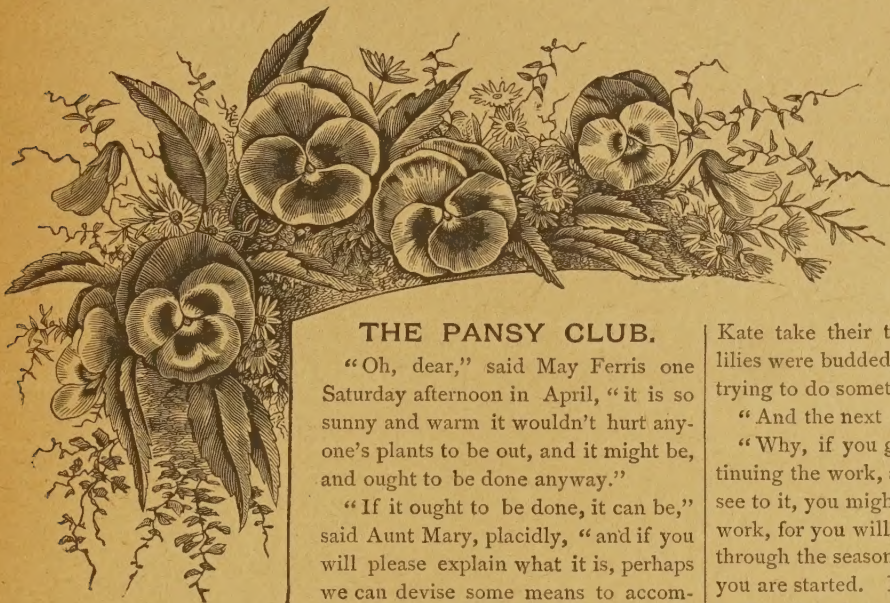 THE PANSY CLUB.
“Oh, dear,” said May Ferris one
Saturday afternoon in April, “it is so
sunny and warm it wouldn't hurt any-
one's plants to be out, and it might be,
and ought to be done anyway.”
“If it ought to be done, it can be,”
said Aunt Mary, placidly, “and if you
will please explain what it is, perhaps
we can devise some means to accom-
Kate take their
lilies were budded
trying to do
“And the next
“Why, if you
tinuing the work,
see to it, you
work, for you will
through the season
you are started.